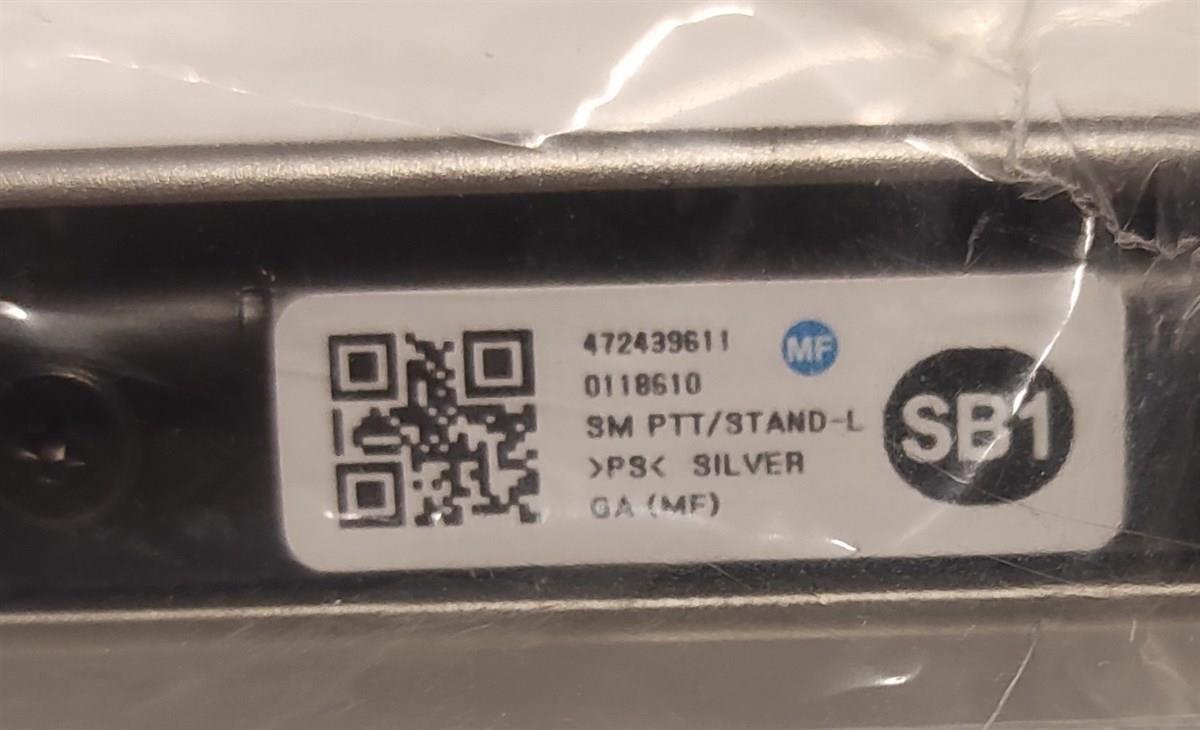 472439611
MF
0118610
SM PTT/STAND-L
SB1
>PS< SILVER
GA (MF)